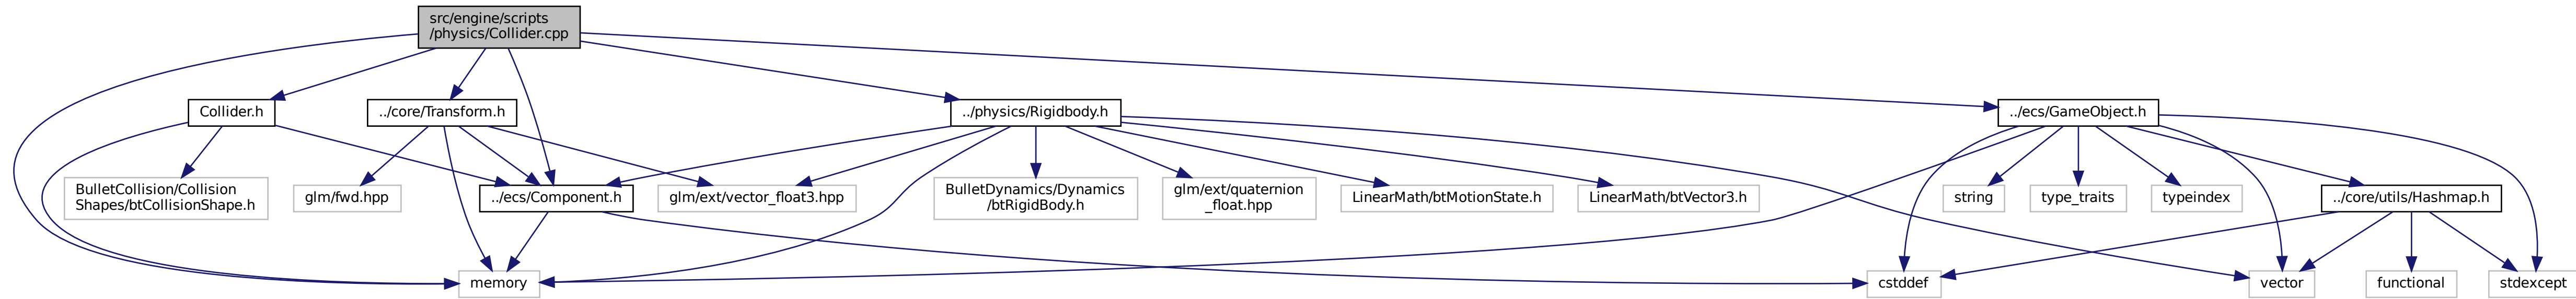 src/engine/scripts
/physics/Collider.cpp
Collider.h
../core/Transform.h
../physics/Rigidbody.h
../ecs/GameObject.h
BulletCollision/Collision
Shapes/btCollisionShape.h
glm/fwd.hpp
../ecs/Component.h
glm/ext/vector_float3.hpp
BulletDynamics/Dynamics
/btRigidBody.h
glm/ext/quaternion
_float.hpp
LinearMath/btMotionState.h
LinearMath/btVector3.h
string
type_traits
typeindex
../core/utils/Hashmap.h
memory
cstddef
vector
functional
stdexcept